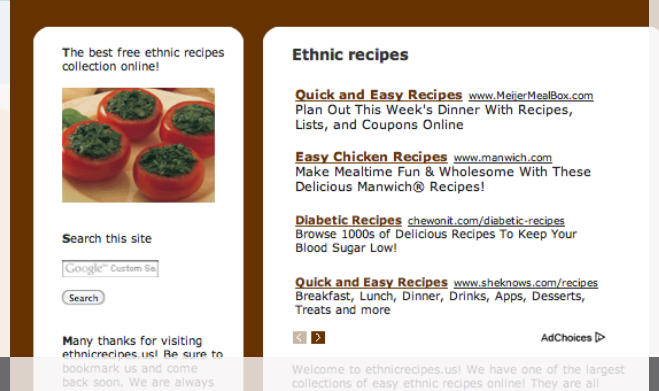 The best free ethnic recipes
collection online!
Search this site
Google™ Custom Se
Search
Many thanks for visiting
ethnicrecipes.us! Be sure to
bookmark us and come
back soon. We are always
Ethnic recipes
Quick and Easy Recipes www.MeijerMealBox.com
Plan Out This Week's Dinner With Recipes,
Lists, and Coupons Online
Easy Chicken Recipes www.manwich.com
Make Mealtime Fun & Wholesome With These
Delicious Manwich® Recipes!
Diabetic Recipes chewonit.com/diabetic-recipes
Browse 1000s of Delicious Recipes To Keep Your
Blood Sugar Low!
Quick and Easy Recipes www.sheknows.com/recipes
Breakfast, Lunch, Dinner, Drinks, Apps, Desserts,
Treats and more
AdChoices
Welcome to ethnicrecipes.us! We have one of the largest
collections of easy ethnic recipes online! They are all